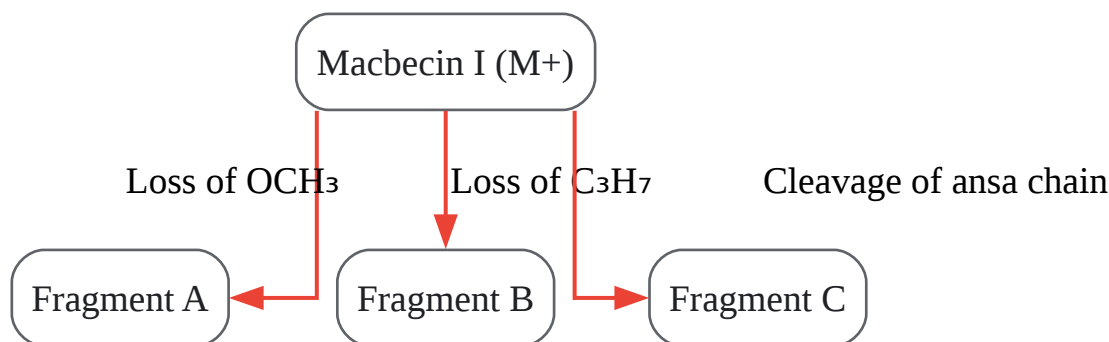 Macbecin I (M+)
Loss of OCH₃
Loss of C₃H₇
Cleavage of ansa chain
Fragment A
Fragment B
Fragment C